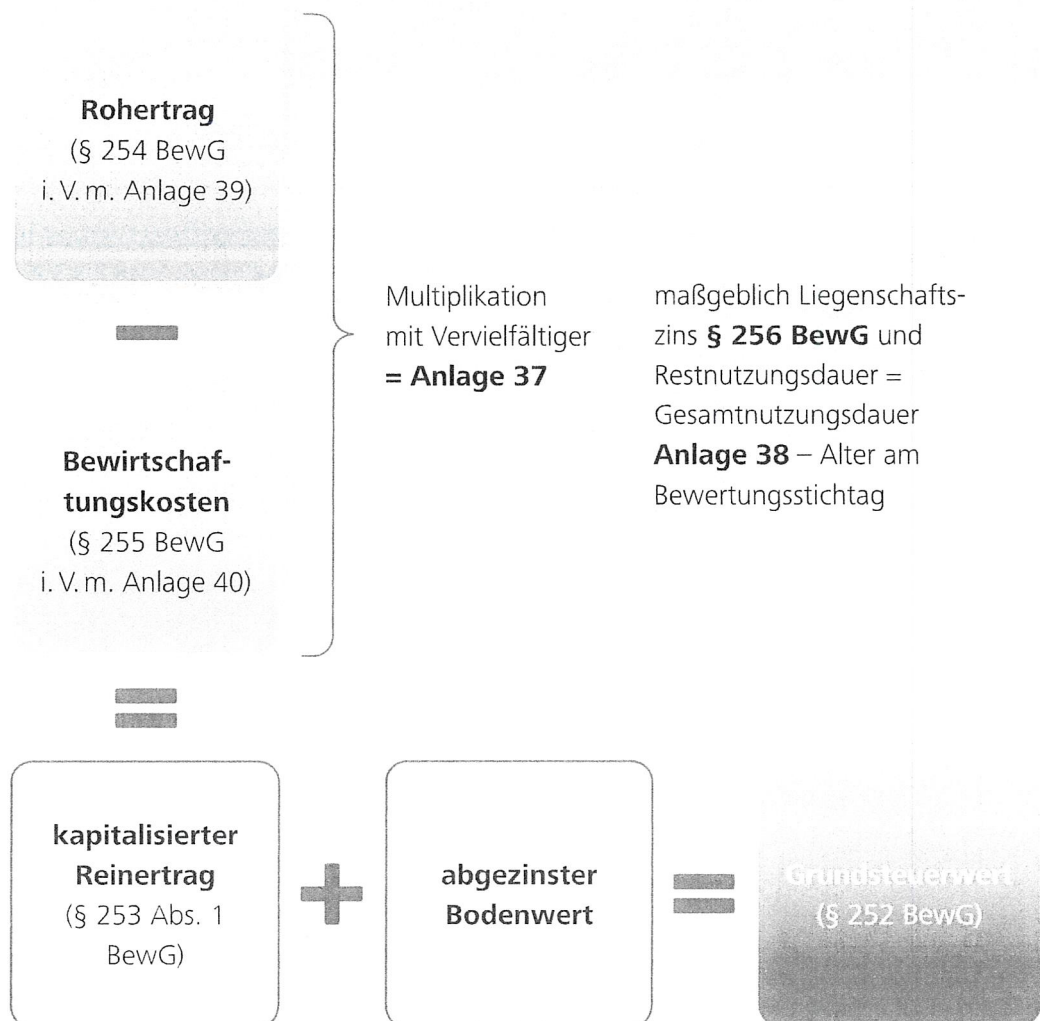 Rohertrag
(§ 254 BewG
i. V. m. Anlage 39)
Bewirtschaf-
tungskosten
(§ 255 BewG
i. V. m. Anlage 40)
Multiplikation
mit Vervielfältiger
= Anlage 37
maßgeblich Liegenschafts-
zins § 256 BewG und
Restnutzungsdauer =
Gesamtnutzungsdauer
Anlage 38 – Alter am
Bewertungsstichtag
kapitalisierter
Reinertrag
(§ 253 Abs. 1
BewG)
abgezinster
Bodenwert
Grundsteuerwert
(§ 252 BewG)